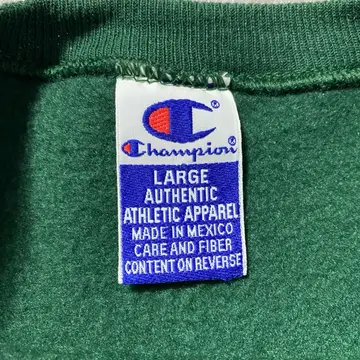 Champion
LARGE
AUTHENTIC
ATHLETIC APPAREL
MADE IN MEXICO
CARE AND FIBER
CONTENT ON REVERSE